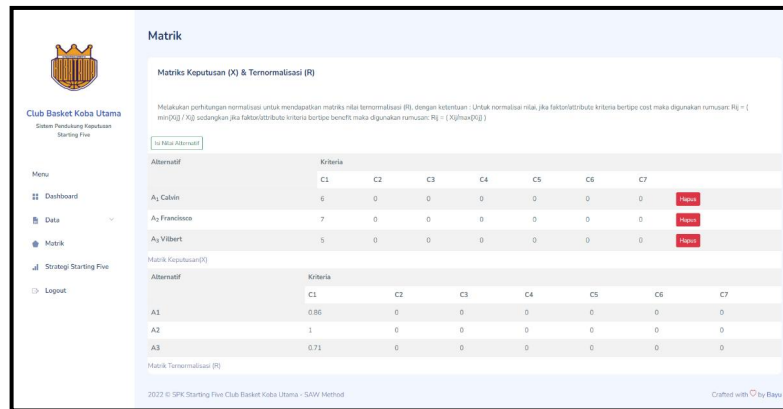 Club Basket Koba Utama
Sistem Pendukung Keputusan
Starting Five
Menu
Dashboard
Data
Matrik
Strategi Starting Five
Logout
Matrik
Matriks Keputusan (X) & Ternormalisasi (R)
Melakukan perhitungan normalisasi untuk mendapatkan matriks nilai ternormalisasi (R), dengan ketentuan : Untuk normalisai nilai, jika faktor/attribute kriteria bertipe cost maka digunakan rumusan: Rij = (
min{Xij} / Xij) sedangkan jika faktor/attribute kriteria bertipe benefit maka digunakan rumusan: Rij = ( Xij/max{Xij} )
Isi Nilai Alternatif
Alternatif Kriteria
C1 C2 C3 C4 C5 C6 C7
A1 Calvin 6 0 0 0 0 0 0 Hapus
A2 Francissco 7 0 0 0 0 0 0 Hapus
A3 Vilbert 5 0 0 0 0 0 0 Hapus
Matrik Keputusan(X)
Alternatif Kriteria
C1 C2 C3 C4 C5 C6 C7
A1 0.86 0 0 0 0 0 0
A2 1 0 0 0 0 0 0
A3 0.71 0 0 0 0 0 0
Matrik Ternormalisasi (R)
2022 © SPK Starting Five Club Basket Koba Utama - SAW Method
Crafted with ♡ by Bayu